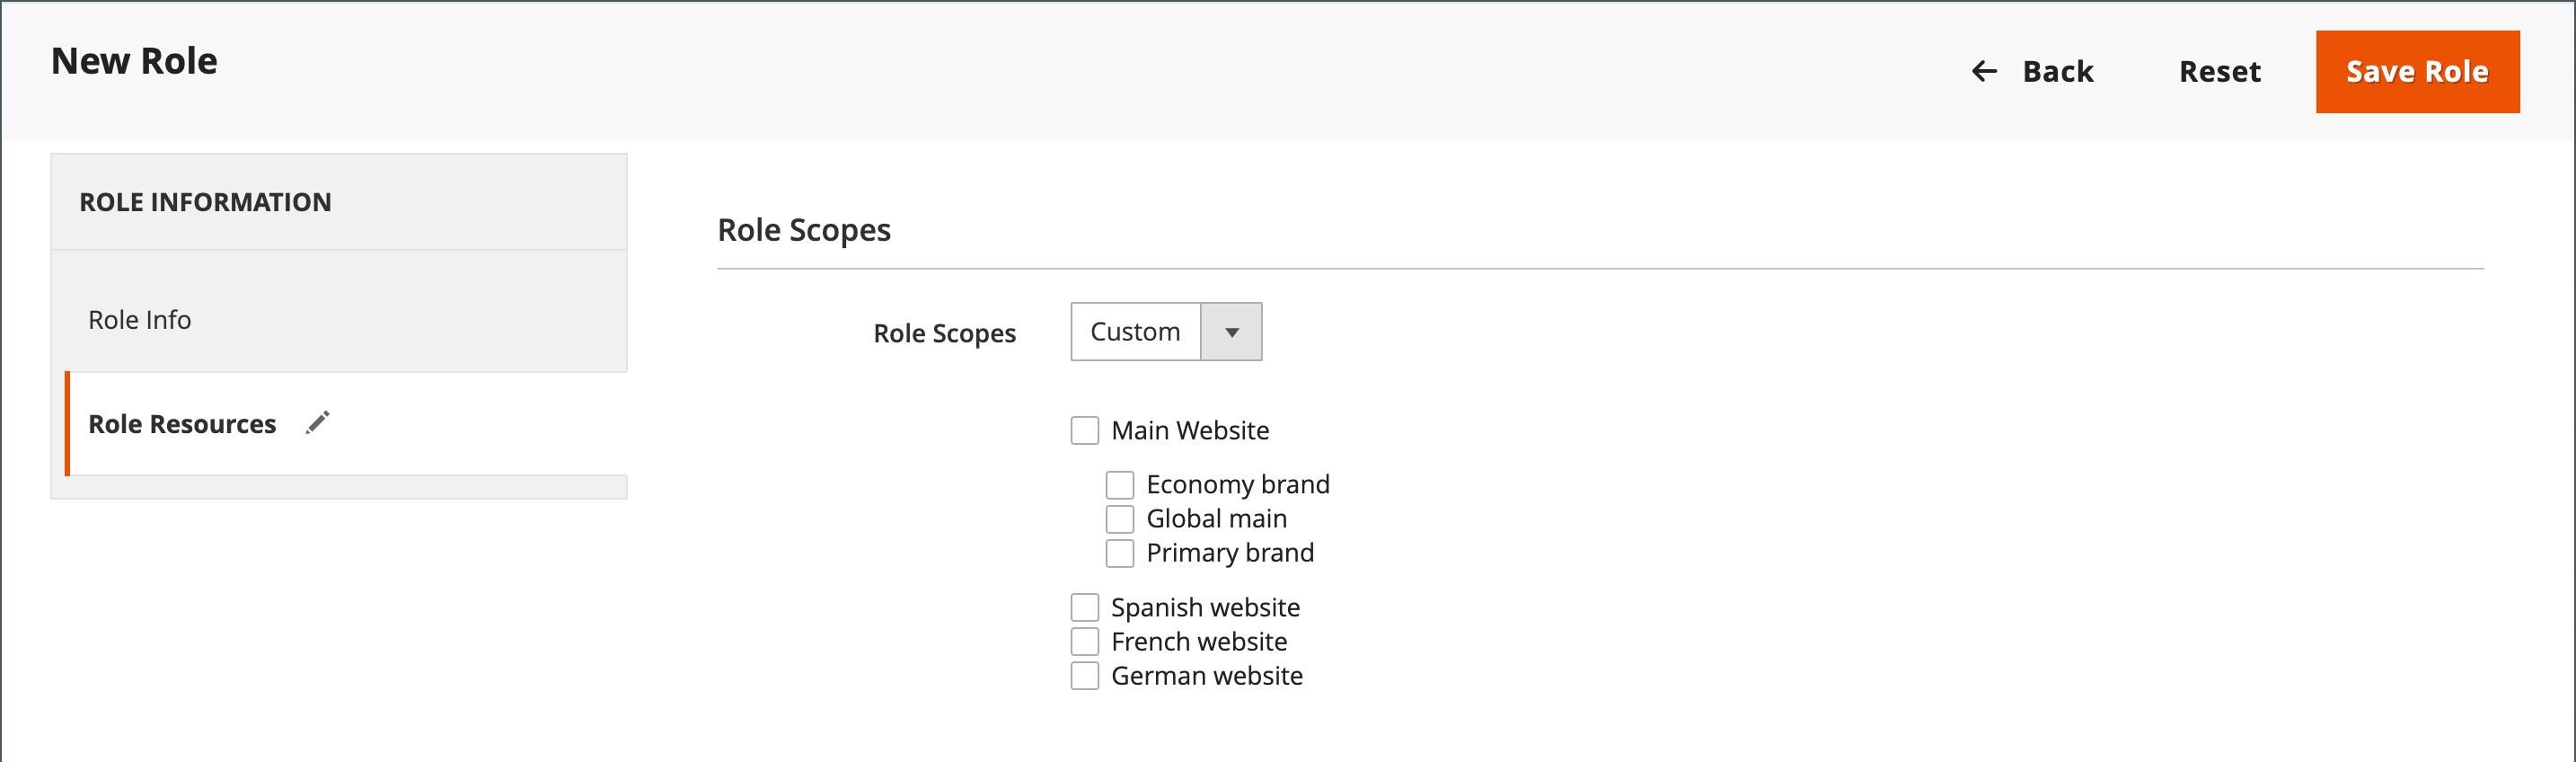 New Role
Back
Reset
Save Role
ROLE INFORMATION
Role Info
Role Resources
Role Scopes
Role Scopes
Custom
Main Website
Economy brand
Global main
Primary brand
Spanish website
French website
German website